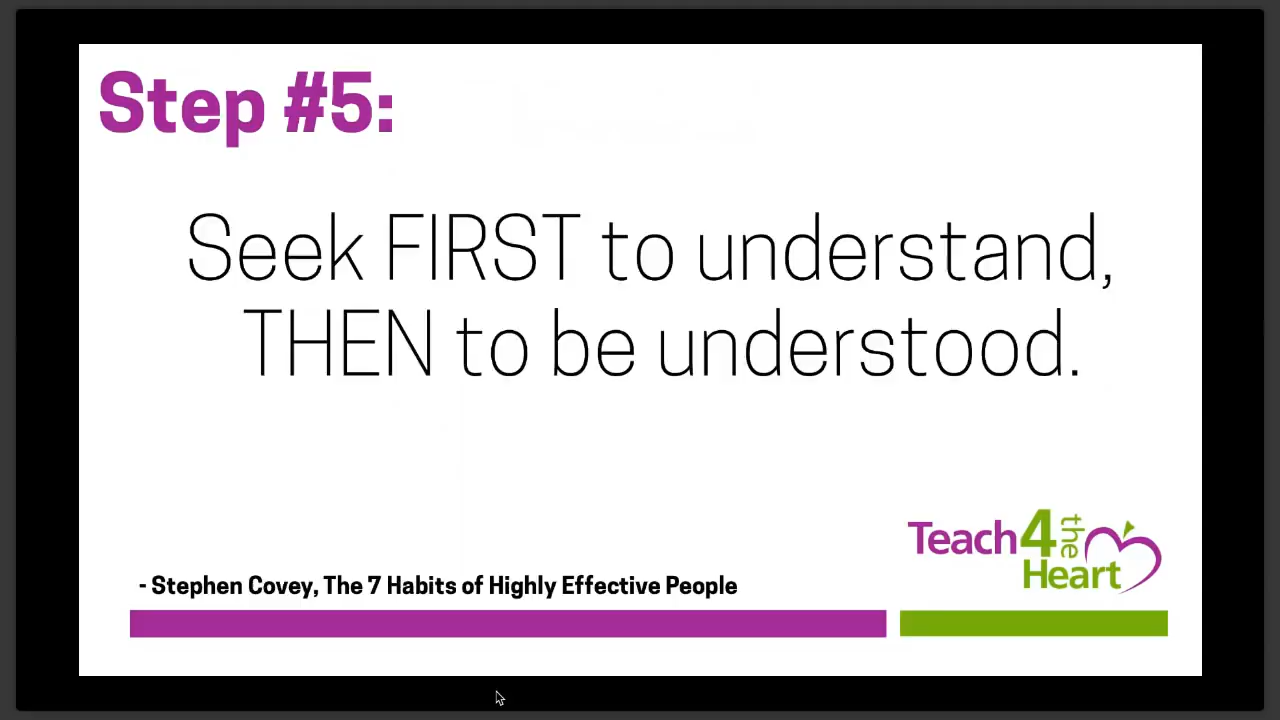 Step #5:
Seek FIRST to understand,
THEN to be understood.
Teach4the
Heart
- Stephen Covey, The 7 Habits of Highly Effective People